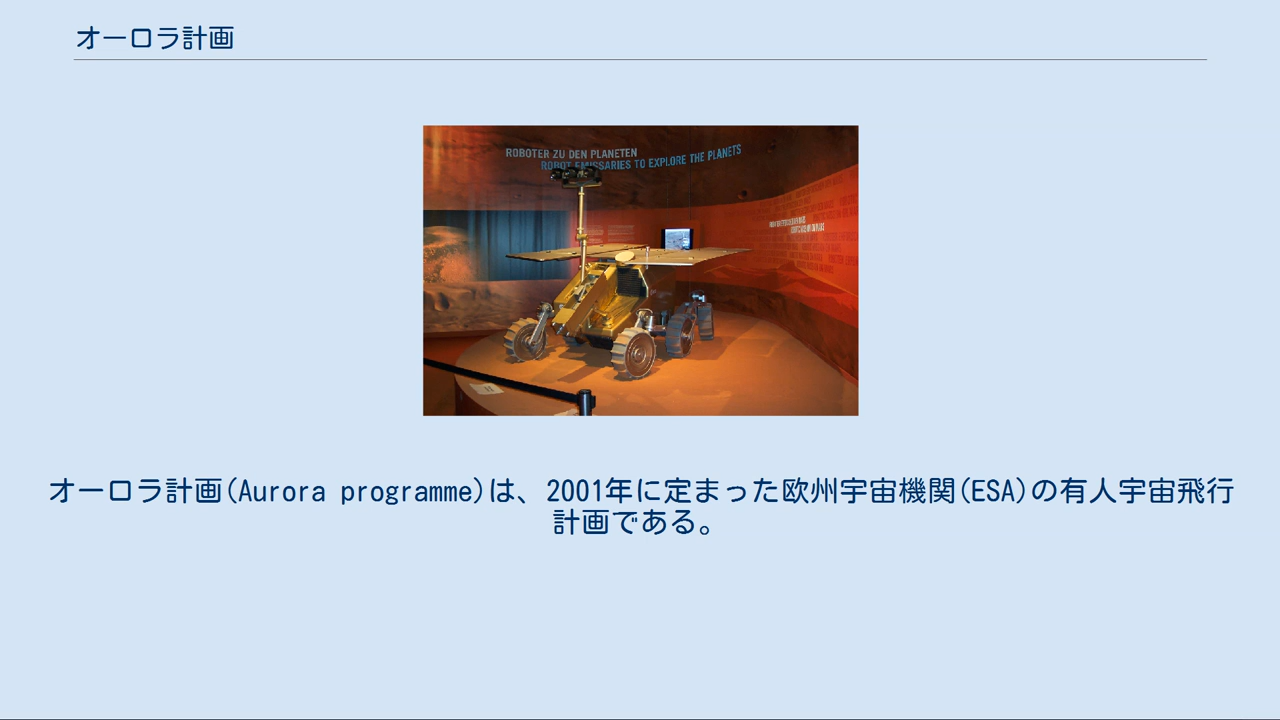 オーロラ計画
ROBOTER ZU DEN PLANETEN
ROBOT EMISSARIES TO EXPLORE THE PLANETS
オーロラ計画(Aurora programme)は、2001年に定まった欧州宇宙機関(ESA)の有人宇宙飛行
計画である。